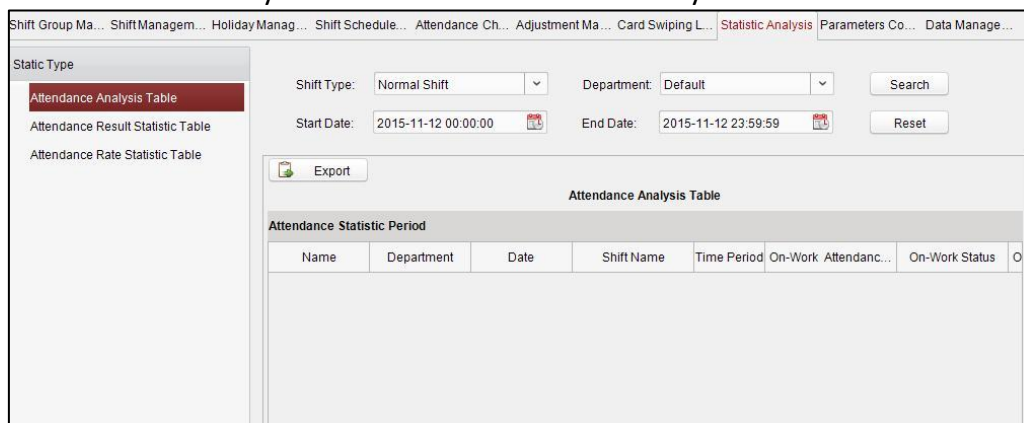 Shift Group Ma... Shift Managem... Holiday Manag... Shift Schedule... Attendance Ch... Adjustment Ma... Card Swiping L... Statistic Analysis Parameters Co... Data Manage...
Static Type
Attendance Analysis Table
Attendance Result Statistic Table
Attendance Rate Statistic Table
Shift Type: Normal Shift Department: Default Search
Start Date: 2015-11-12 00:00:00 End Date: 2015-11-12 23:59:59 Reset
Export
Attendance Analysis Table
Attendance Statistic Period
Name Department Date Shift Name Time Period On-Work Attendanc... On-Work Status O